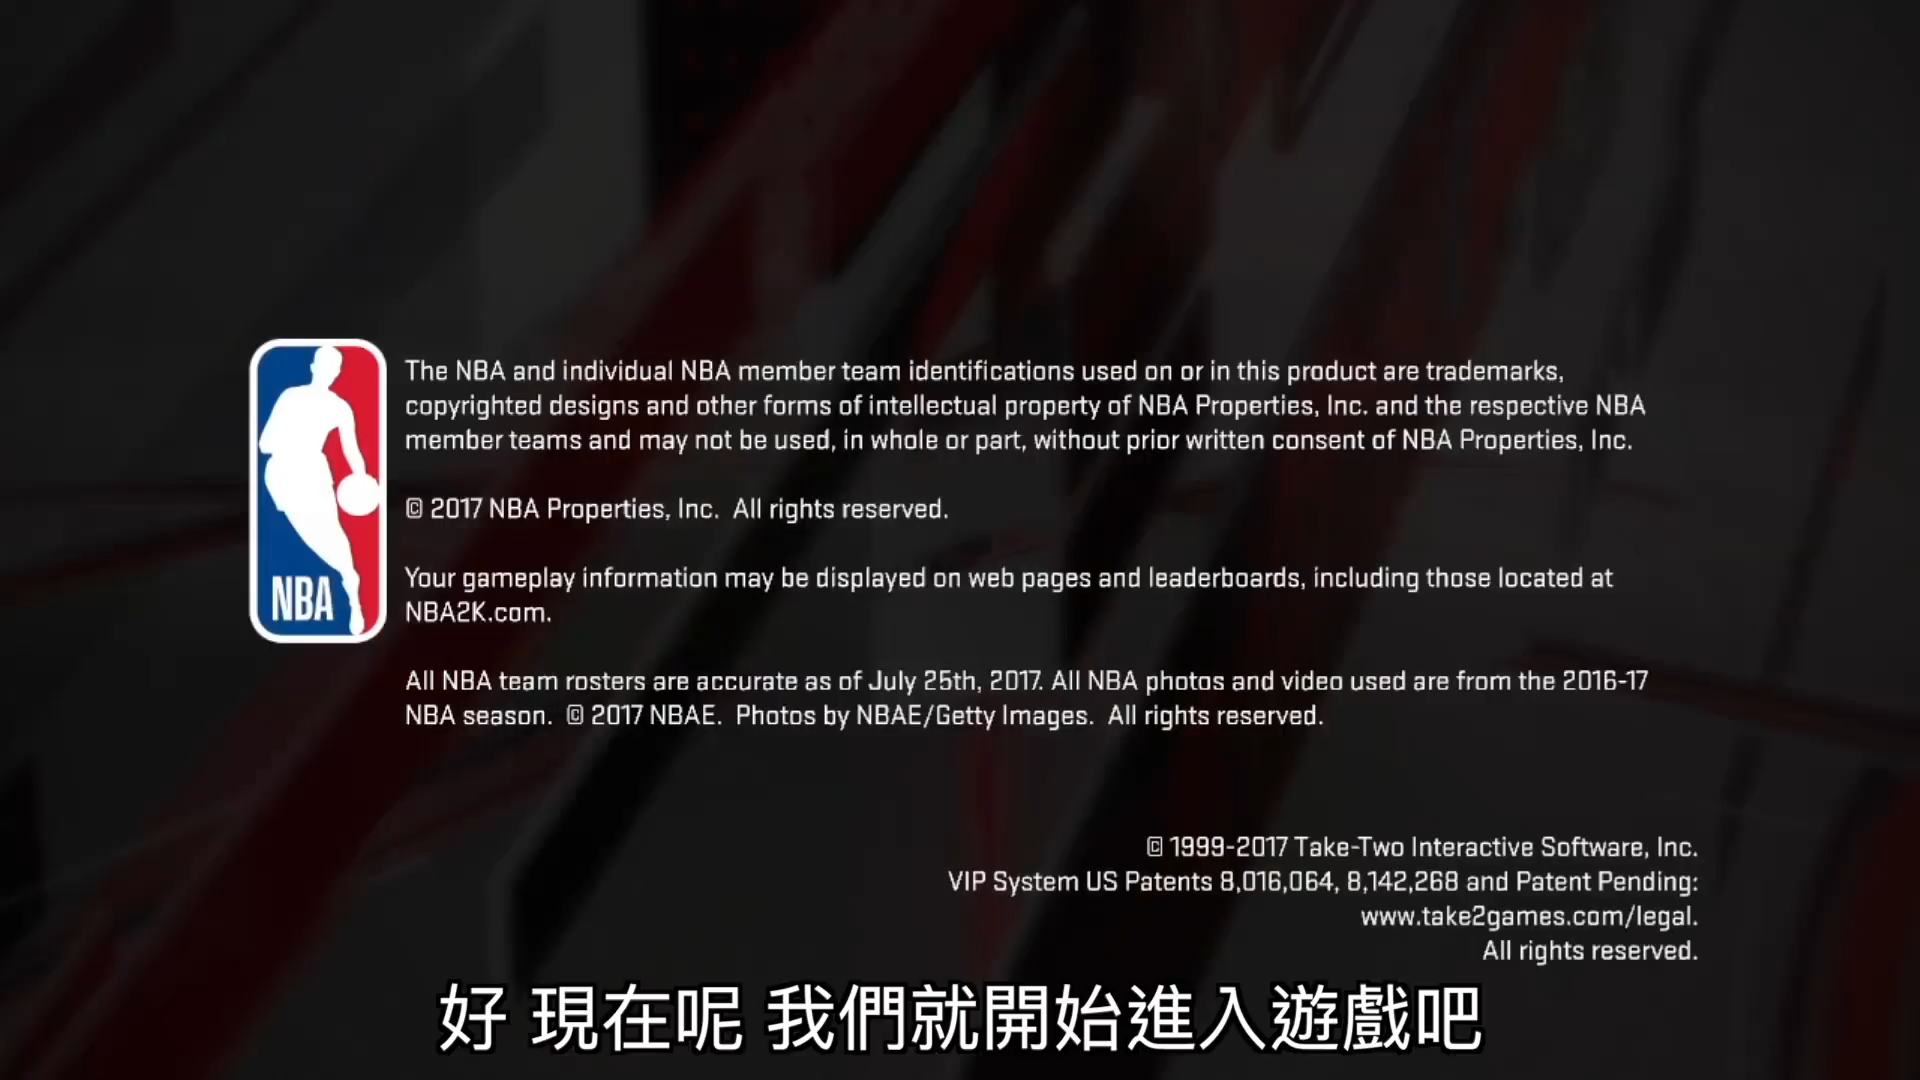 The NBA and individual NBA member team identifications used on or in this product are trademarks,
copyrighted designs and other forms of intellectual property of NBA Properties, Inc. and the respective NBA
member teams and may not be used, in whole or part, without prior written consent of NBA Properties, Inc.
© 2017 NBA Properties, Inc.  All rights reserved.
NBA
Your gameplay information may be displayed on web pages and leaderboards, including those located at
NBA2K.com.
All NBA team rosters are accurate as of July 25th, 2017. All NBA photos and video used are from the 2016-17
NBA season.  © 2017 NBAE.  Photos by NBAE/Getty Images.  All rights reserved.
© 1999-2017 Take-Two Interactive Software, Inc.
VIP System US Patents 8,016,064, 8,142,268 and Patent Pending:
www.take2games.com/legal.
All rights reserved.
好 現在呢 我們就開始進入遊戲吧